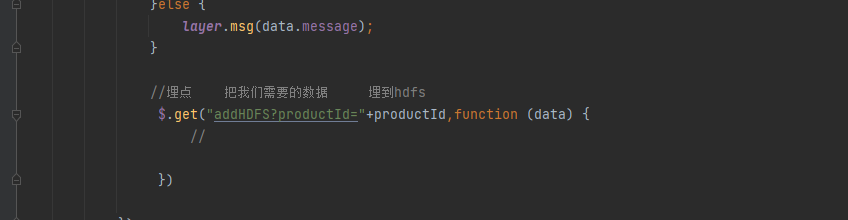 }else {
layer.msg(data.message);
}
//埋点    把我们需要的数据     埋到hdfs
$.get("addHDFS?productId="+productId,function (data) {
//
})